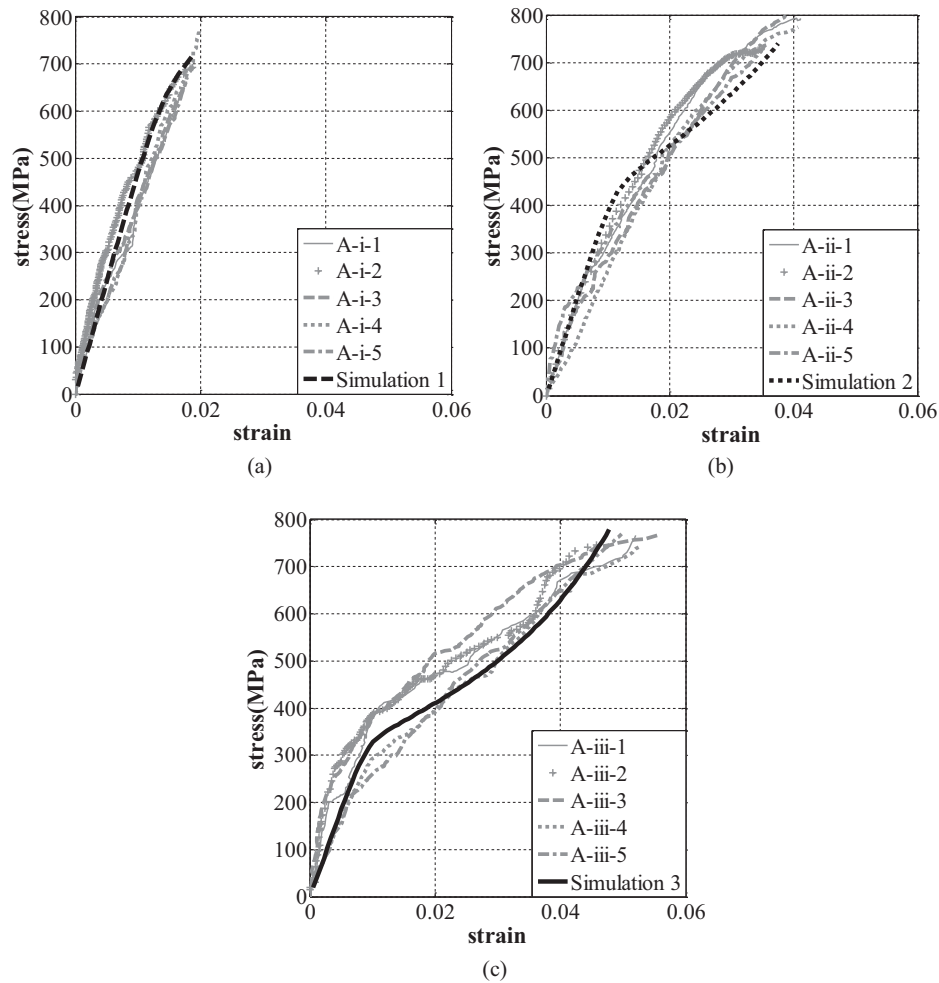 800
700
600
500
400
300
200
100
0
stress(MPa)
0
0.02
0.04
0.06
strain
A-i-1
A-i-2
A-i-3
A-i-4
A-i-5
Simulation 1
(a)
800
700
600
500
400
300
200
100
0
stress(MPa)
0
0.02
0.04
0.06
strain
A-ii-1
A-ii-2
A-ii-3
A-ii-4
A-ii-5
Simulation 2
(b)
800
700
600
500
400
300
200
100
0
stress(MPa)
0
0.02
0.04
0.06
strain
A-iii-1
A-iii-2
A-iii-3
A-iii-4
A-iii-5
Simulation 3
(c)